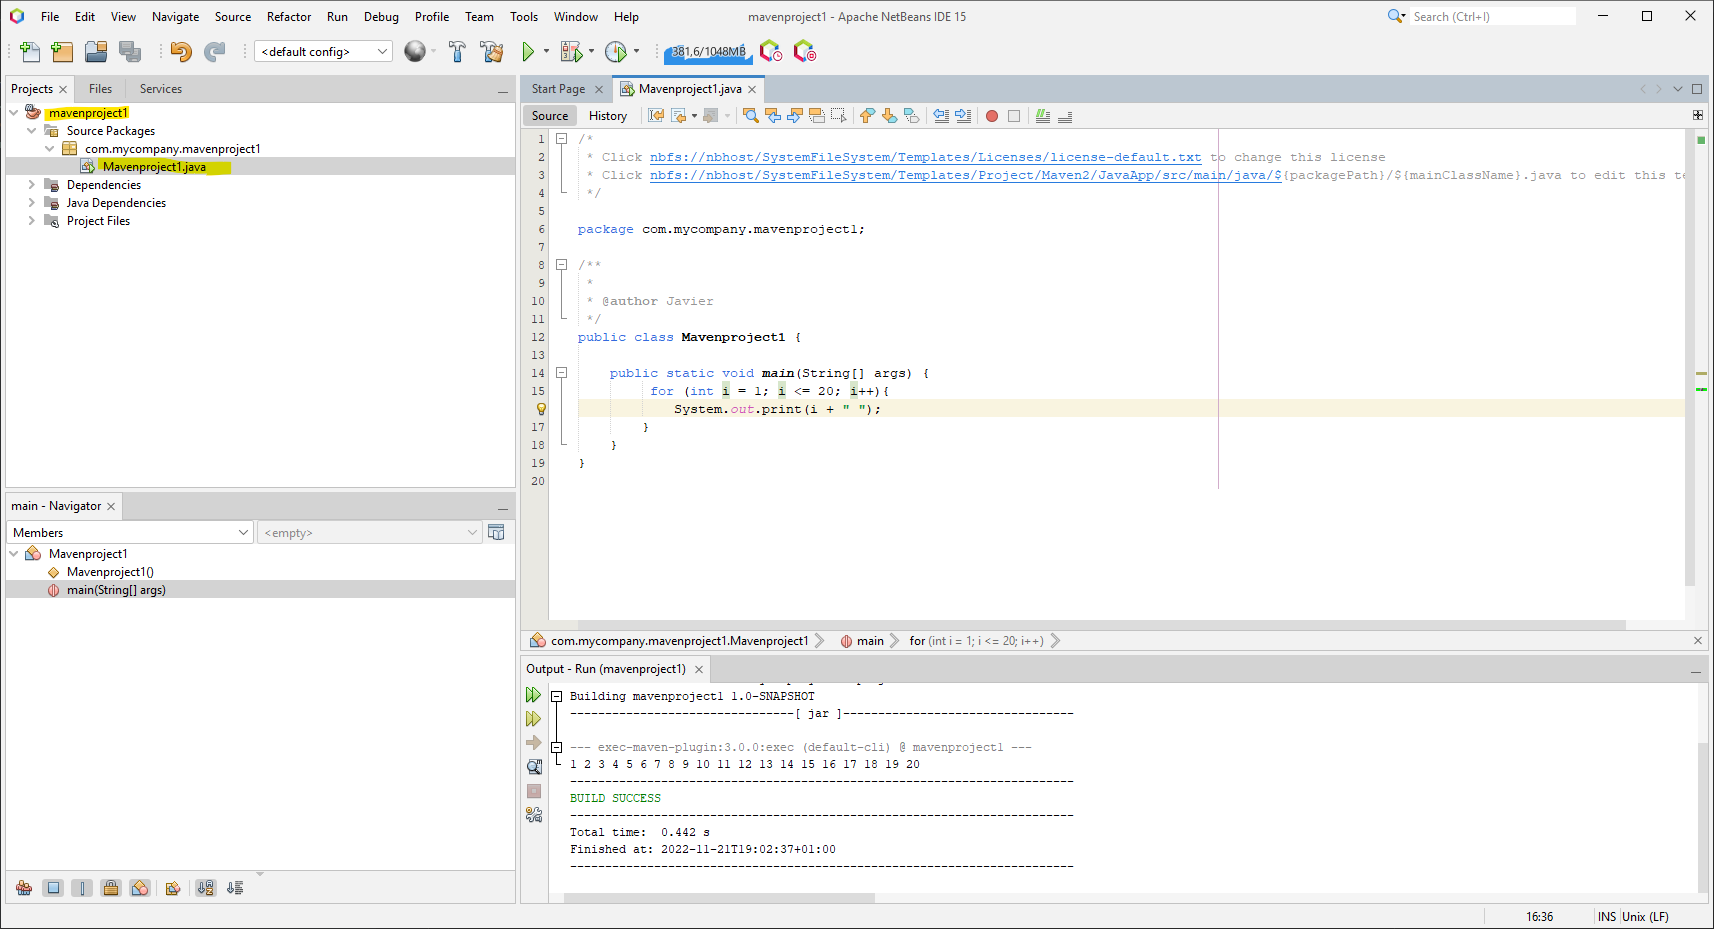 File Edit View Navigate Source Refactor Run Debug Profile Team Tools Window Help
mavenproject1 - Apache NetBeans IDE 15
Search (Ctrl+I)
<default config>
381,6/1048MB
Projects Files Services
mavenproject1
Source Packages
com.mycompany.mavenproject1
Mavenproject1.java
Dependencies
Java Dependencies
Project Files
main - Navigator
Members <empty>
Mavenproject1
Mavenproject1()
main(String[] args)
Start Page Mavenproject1.java
Source History
1 /*
2 * Click nbfs://nbhost/SystemFileSystem/Templates/Licenses/license-default.txt to change this license
3 * Click nbfs://nbhost/SystemFileSystem/Templates/Project/Maven2/JavaApp/src/main/java/${packagePath}/${mainClassName}.java to edit this te
4 */
5
6 package com.mycompany.mavenproject1;
7
8 /**
9 *
10 * @author Javier
11 */
12 public class Mavenproject1 {
13
14 public static void main(String[] args) {
15 for (int i = 1; i <= 20; i++){
System.out.print(i + " ");
17 }
18 }
19 }
20
com.mycompany.mavenproject1.Mavenproject1 main for (int i = 1; i <= 20; i++)
Output - Run (mavenproject1)
Building mavenproject1 1.0-SNAPSHOT
--------------------------------[ jar ]---------------------------------
--- exec-maven-plugin:3.0.0:exec (default-cli) @ mavenproject1 ---
1 2 3 4 5 6 7 8 9 10 11 12 13 14 15 16 17 18 19 20
------------------------------------------------------------------------
BUILD SUCCESS
------------------------------------------------------------------------
Total time:  0.442 s
Finished at: 2022-11-21T19:02:37+01:00
------------------------------------------------------------------------
16:36 INS Unix (LF)